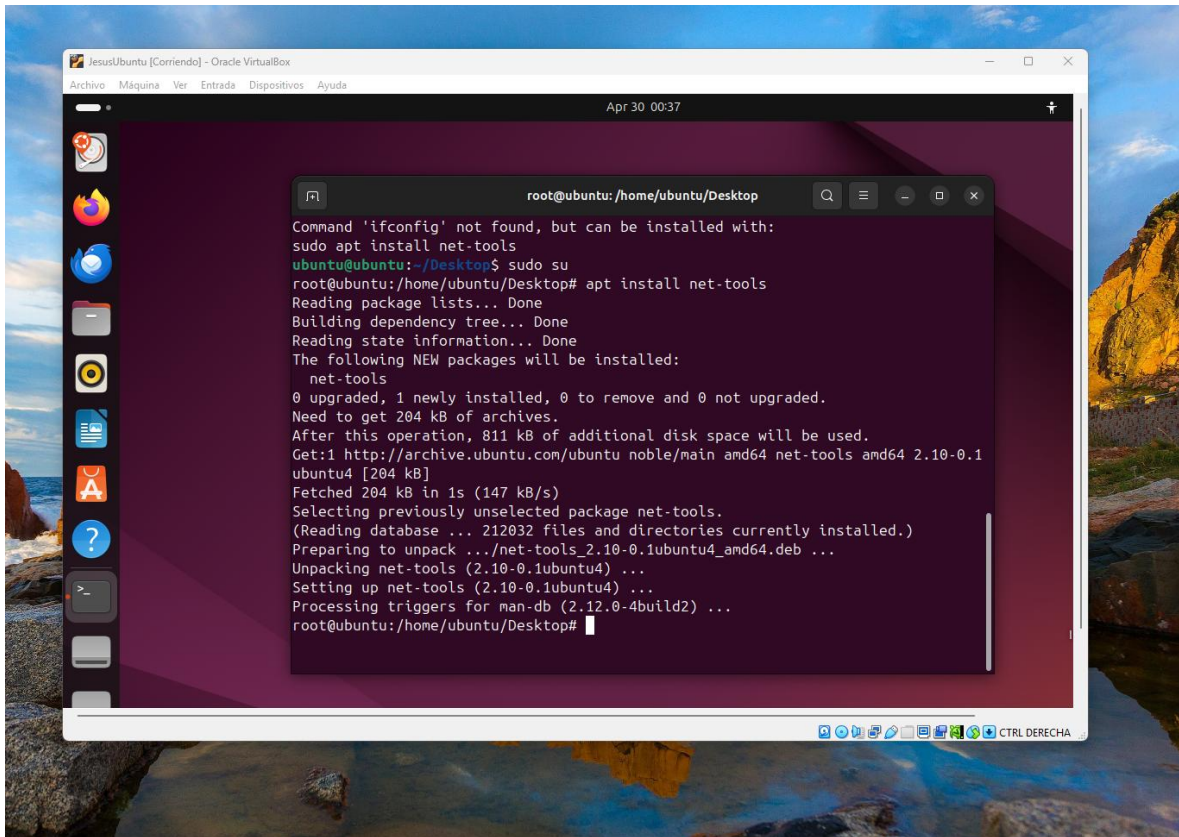 JesusUbuntu [Corriendo] - Oracle VirtualBox
Archivo Máquina Ver Entrada Dispositivos Ayuda
Apr 30 00:37
root@ubuntu: /home/ubuntu/Desktop
Command 'ifconfig' not found, but can be installed with:
sudo apt install net-tools
ubuntu@ubuntu:~/Desktop$ sudo su
root@ubuntu:/home/ubuntu/Desktop# apt install net-tools
Reading package lists... Done
Building dependency tree... Done
Reading state information... Done
The following NEW packages will be installed:
  net-tools
0 upgraded, 1 newly installed, 0 to remove and 0 not upgraded.
Need to get 204 kB of archives.
After this operation, 811 kB of additional disk space will be used.
Get:1 http://archive.ubuntu.com/ubuntu noble/main amd64 net-tools amd64 2.10-0.1
ubuntu4 [204 kB]
Fetched 204 kB in 1s (147 kB/s)
Selecting previously unselected package net-tools.
(Reading database ... 212032 files and directories currently installed.)
Preparing to unpack .../net-tools_2.10-0.1ubuntu4_amd64.deb ...
Unpacking net-tools (2.10-0.1ubuntu4) ...
Setting up net-tools (2.10-0.1ubuntu4) ...
Processing triggers for man-db (2.12.0-4build2) ...
root@ubuntu:/home/ubuntu/Desktop#
CTRL DERECHA